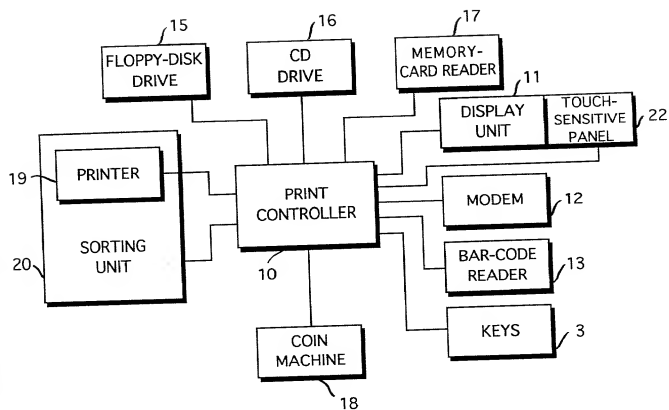 15
FLOPPY-DISK
DRIVE
16
CD
DRIVE
17
MEMORY-
CARD READER
11
DISPLAY
UNIT
TOUCH-
SENSITIVE
PANEL
22
19
PRINTER
SORTING
UNIT
20
PRINT
CONTROLLER
10
MODEM
12
BAR-CODE
READER
13
KEYS
3
COIN
MACHINE
18